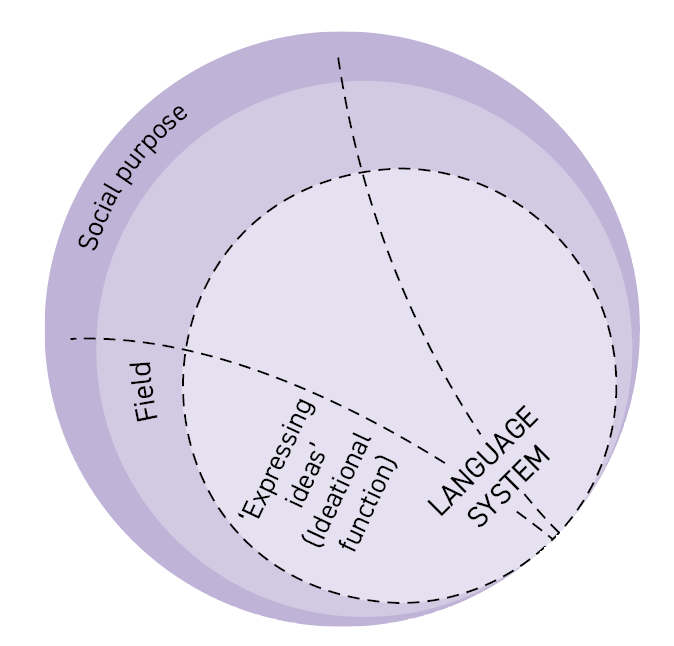 Social purpose
Field
‘Expressing
ideas’
(Ideational
function)
LANGUAGE
SYSTEM